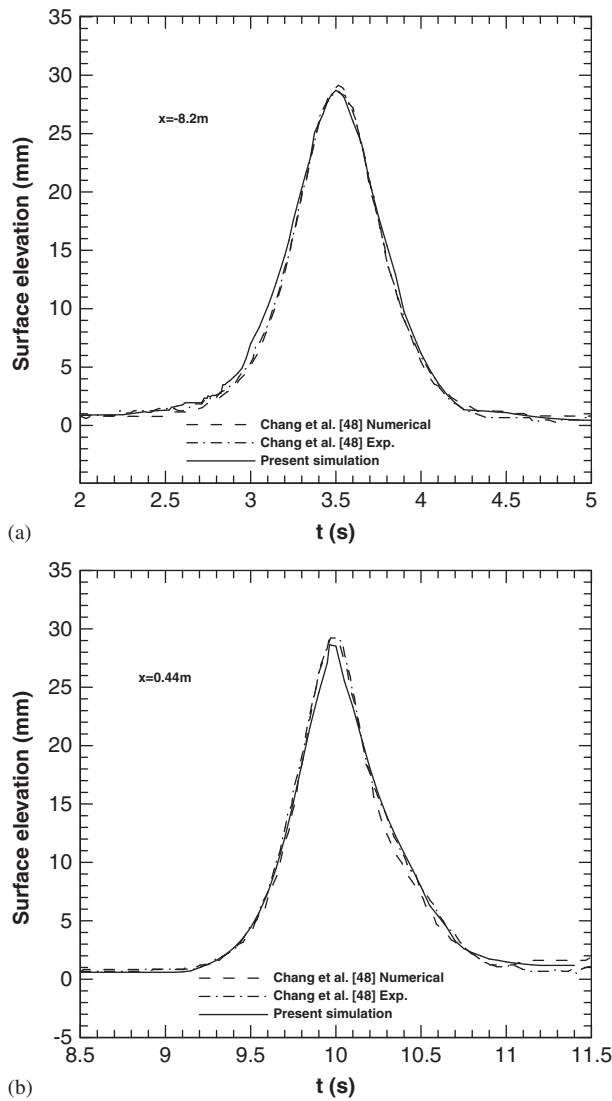 35
30
25
20
15
10
5
0
Surface elevation (mm)
x=-8.2m
Chang et al. [48] Numerical
Chang et al. [48] Exp.
Present simulation
2 2.5 3 3.5 4 4.5 5
(a) t (s)
35
30
25
20
15
10
5
0
-5
Surface elevation (mm)
x=0.44m
Chang et al. [48] Numerical
Chang et al. [48] Exp.
Present simulation
8.5 9 9.5 10 10.5 11 11.5
(b) t (s)